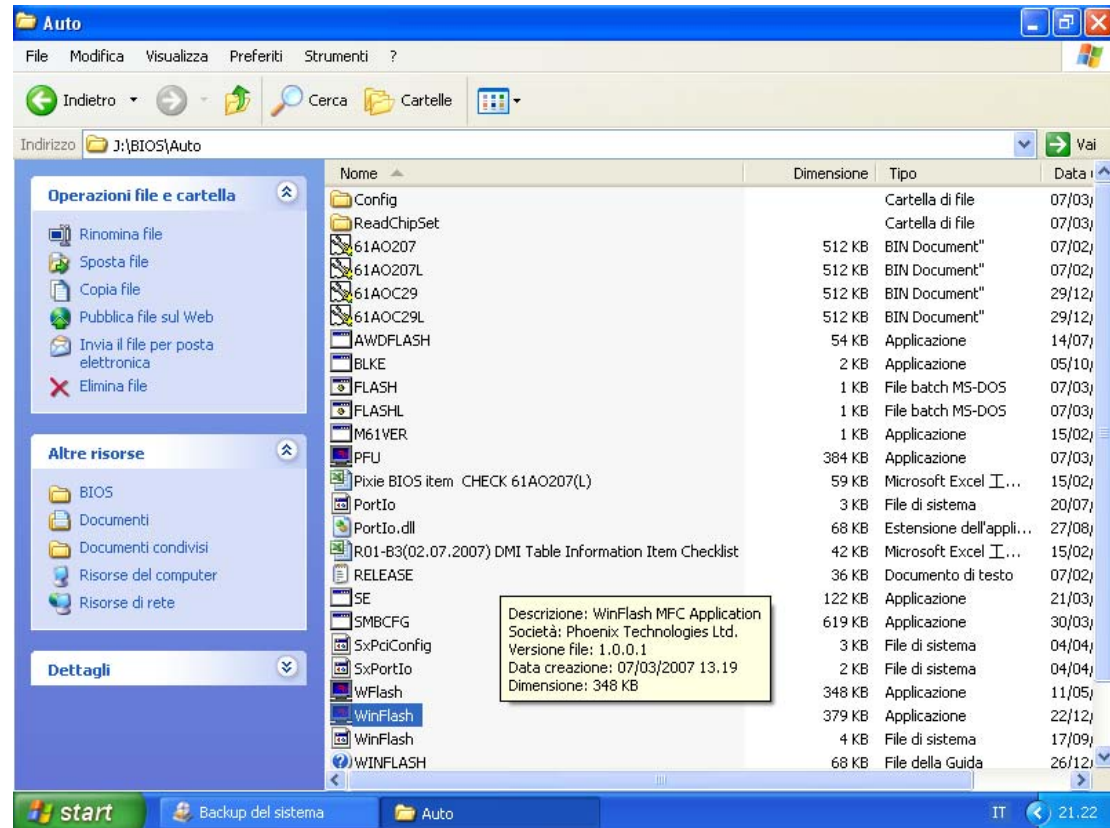 Auto
File Modifica Visualizza Preferiti Strumenti ?
Indietro Cerca Cartelle
Indirizzo J:\BIOS\Auto Vai
Operazioni file e cartella
Rinomina file
Sposta file
Copia file
Pubblica file sul Web
Invia il file per posta
elettronica
Elimina file
Altre risorse
BIOS
Documenti
Documenti condivisi
Risorse del computer
Risorse di rete
Dettagli
Nome Dimensione Tipo Data
Config Cartella di file 07/03/
ReadChipSet Cartella di file 07/03/
61AO207 512 KB BIN Document" 07/02/
61AO207L 512 KB BIN Document" 07/02/
61AOC29 512 KB BIN Document" 29/12/
61AOC29L 512 KB BIN Document" 29/12/
AWDFLASH 54 KB Applicazione 14/07/
BLKE 2 KB Applicazione 05/10/
FLASH 1 KB File batch MS-DOS 07/03/
FLASHL 1 KB File batch MS-DOS 07/03/
M61VER 1 KB Applicazione 15/02/
PFU 384 KB Applicazione 07/03/
Pixie BIOS item CHECK 61AO207(L) 59 KB Microsoft Excel 工... 15/02/
PortIo 3 KB File di sistema 20/07/
PortIo.dll 68 KB Estensione dell'appli... 27/08/
R01-B3(02.07.2007) DMI Table Information Item Checklist 42 KB Microsoft Excel 工... 15/02/
RELEASE 36 KB Documento di testo 07/02/
SE 122 KB Applicazione 21/03/
SMBCFG 619 KB Applicazione 30/03/
SxPciConfig 3 KB File di sistema 04/04/
SxPortIo 2 KB File di sistema 04/04/
WFlash 348 KB Applicazione 11/05/
WinFlash 379 KB Applicazione 22/12/
WinFlash 4 KB File di sistema 17/09/
WINFLASH 68 KB File della Guida 26/12/
Descrizione: WinFlash MFC Application
Società: Phoenix Technologies Ltd.
Versione file: 1.0.0.1
Data creazione: 07/03/2007 13.19
Dimensione: 348 KB
start Backup del sistema Auto IT 21.22